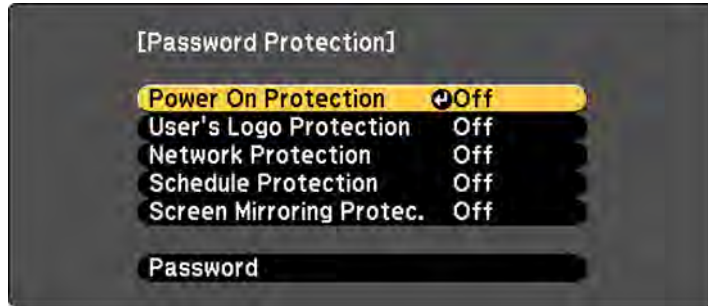 [Password Protection]
Power On Protection Off
User's Logo Protection Off
Network Protection Off
Schedule Protection Off
Screen Mirroring Protec. Off
Password